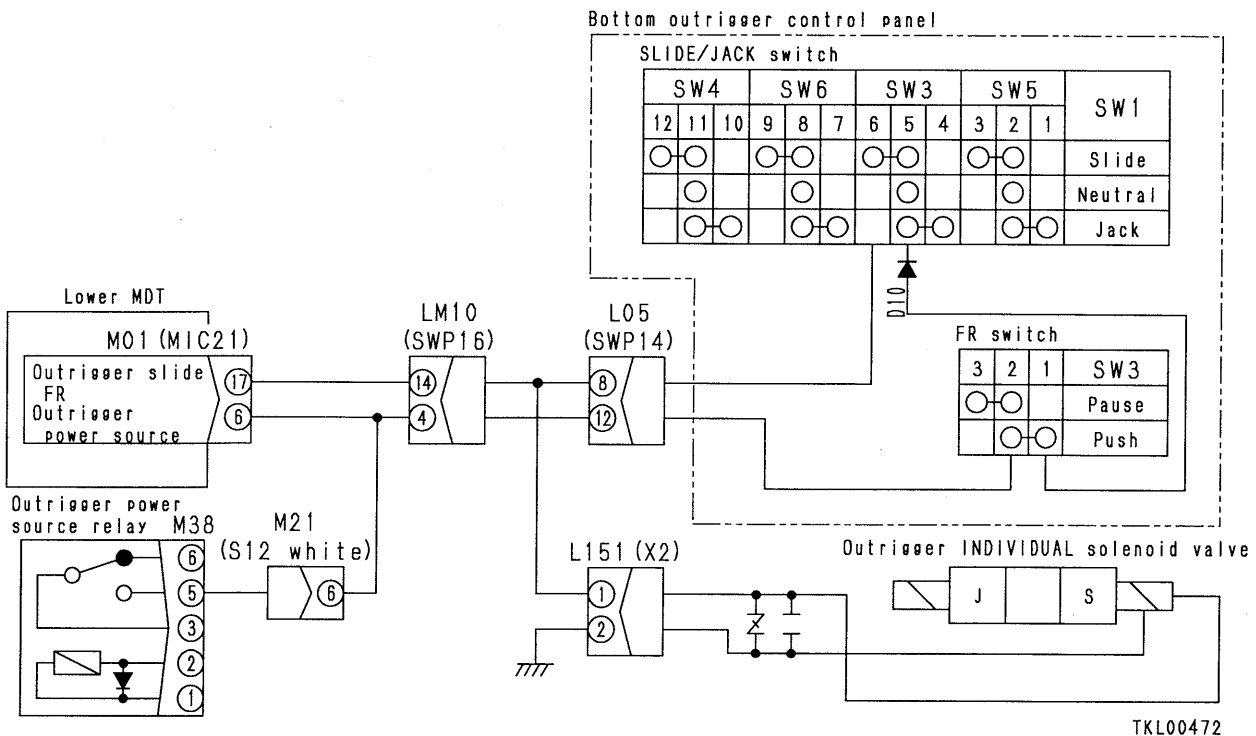 Bottom outrigger control panel
SLIDE/JACK switch
SW4 SW6 SW3 SW5 SW1
12 11 10 9 8 7 6 5 4 3 2 1
Slide
Neutral
Jack
D10
FR switch
3 2 1 SW3
Pause
Push
Lower MDT
M01 (MIC21)
Outrigger slide 17
FR
Outrigger 6
power source
LM10
(SWP16)
14
4
L05
(SWP14)
8
12
Outrigger power
source relay M38
6
5
3
2
1
M21
(S12 white)
6
L151 (X2)
1
2
Outrigger INDIVIDUAL solenoid valve
J S
TKL00472